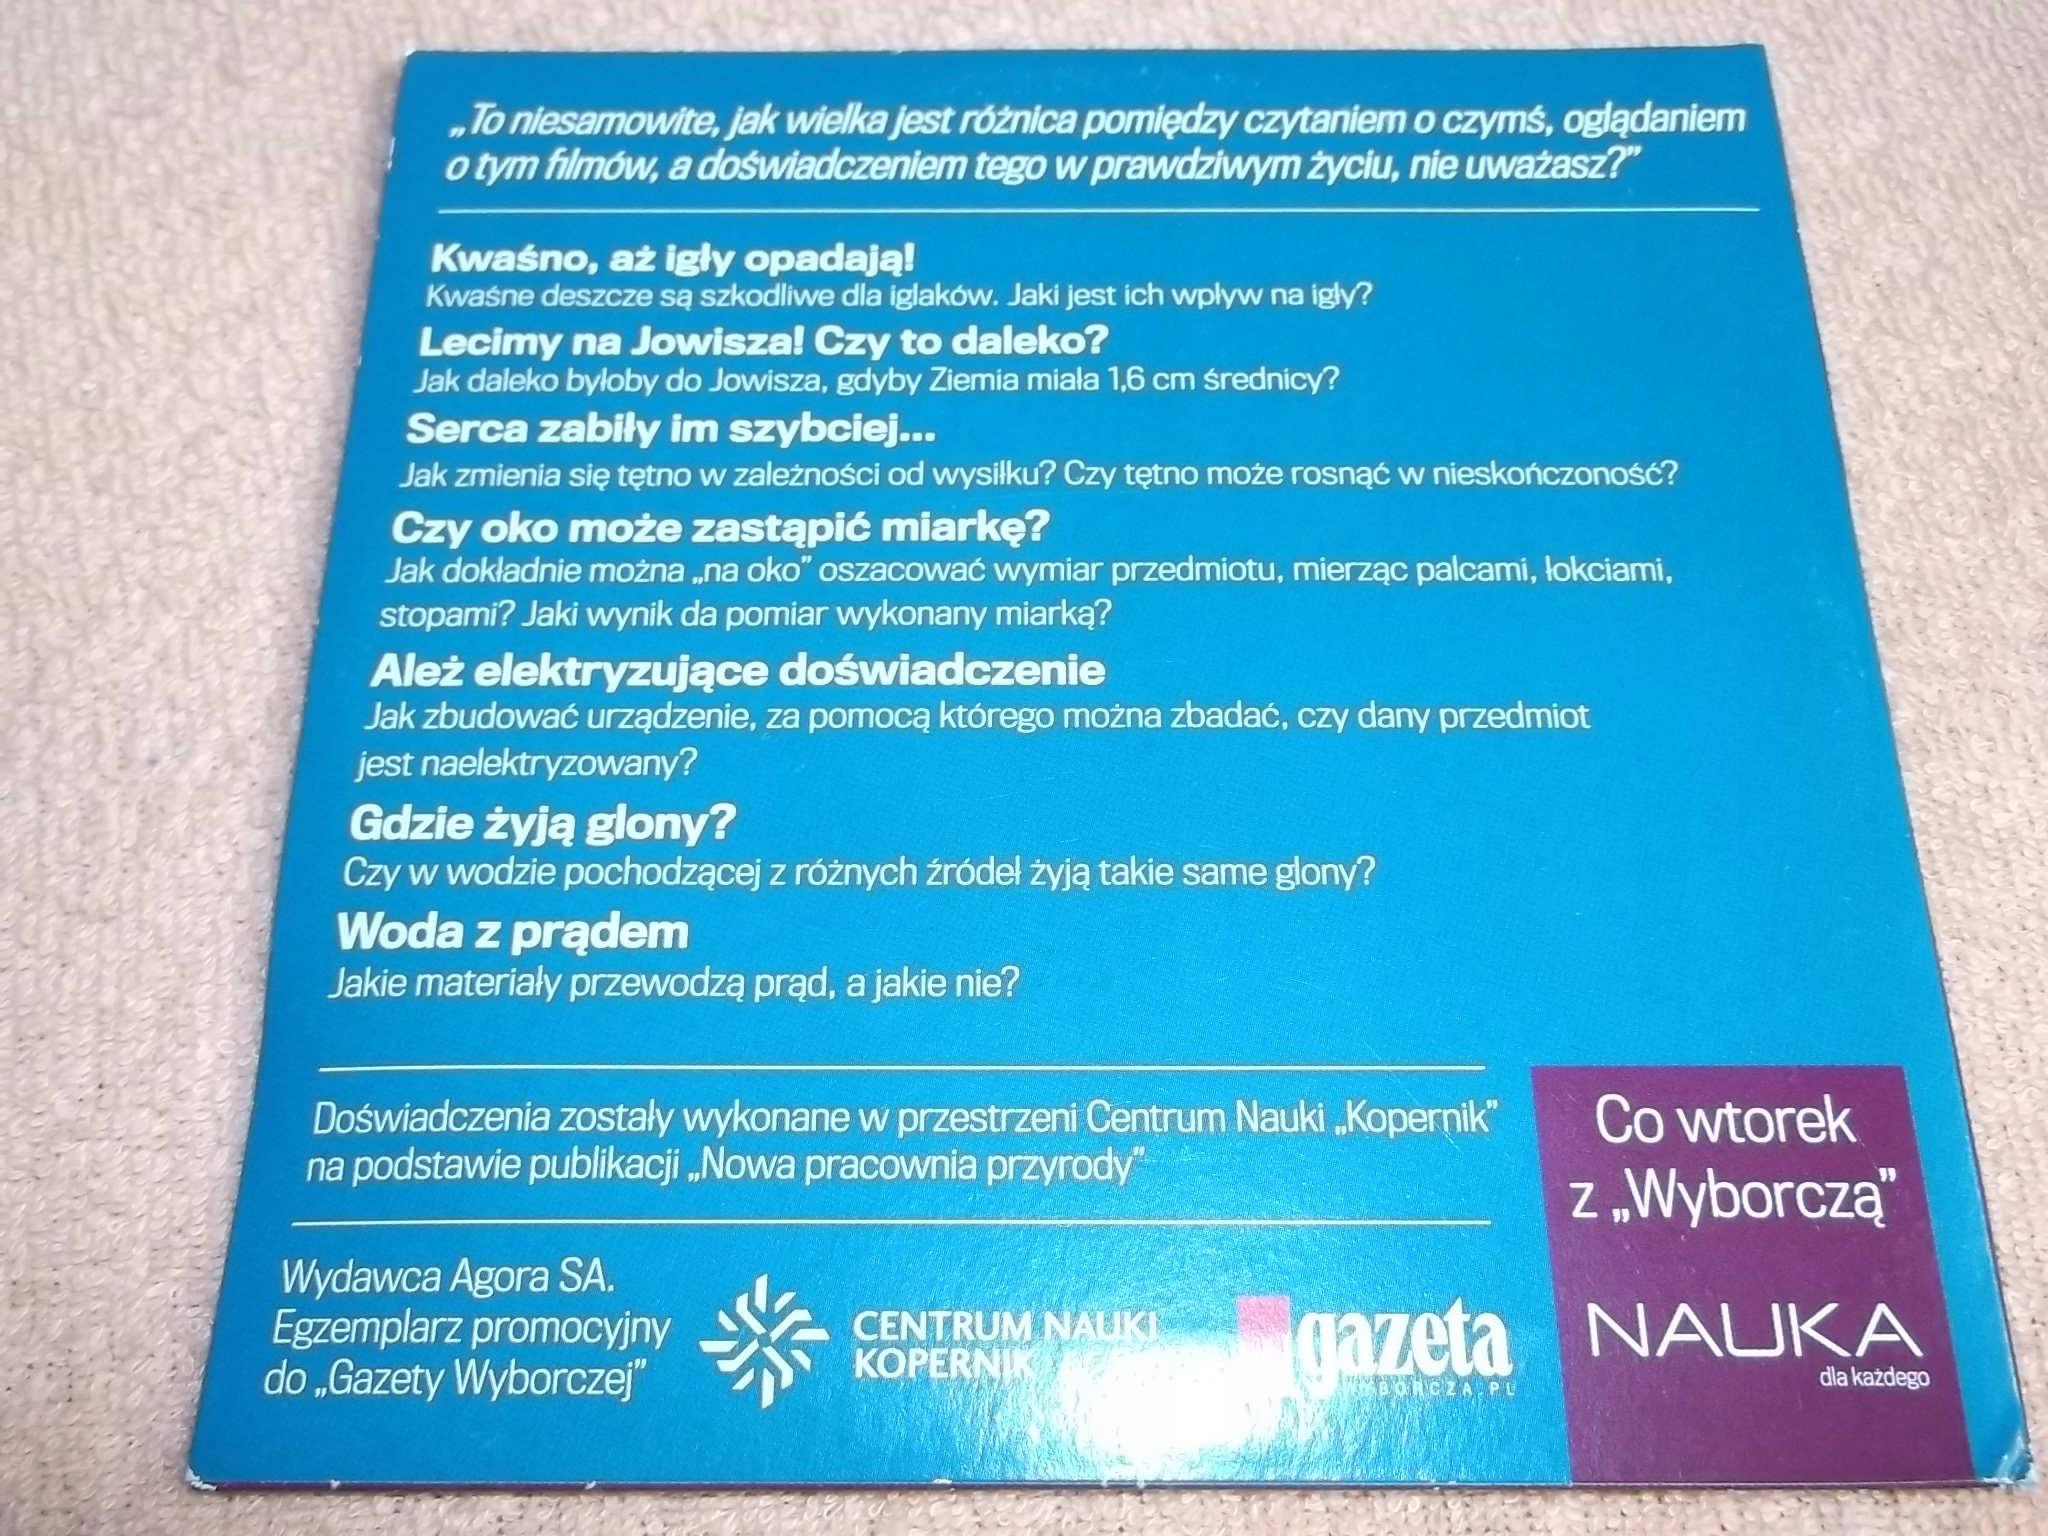 „To niesamowite, jak wielka jest różnica pomiędzy czytaniem o czymś, oglądaniem
o tym filmów, a doświadczeniem tego w prawdziwym życiu, nie uważasz?”
Kwaśno, aż igły opadają!
Kwaśne deszcze są szkodliwe dla iglaków. Jaki jest ich wpływ na igły?
Lecimy na Jowisza! Czy to daleko?
Jak daleko byłoby do Jowisza, gdyby Ziemia miała 1,6 cm średnicy?
Serca zabiły im szybciej...
Jak zmienia się tętno w zależności od wysiłku? Czy tętno może rosnąć w nieskończoność?
Czy oko może zastąpić miarkę?
Jak dokładnie można „na oko” oszacować wymiar przedmiotu, mierząc palcami, łokciami,
stopami? Jaki wynik da pomiar wykonany miarką?
Ależ elektryzujące doświadczenie
Jak zbudować urządzenie, za pomocą którego można zbadać, czy dany przedmiot
jest naelektryzowany?
Gdzie żyją glony?
Czy w wodzie pochodzącej z różnych źródeł żyją takie same glony?
Woda z prądem
Jakie materiały przewodzą prąd, a jakie nie?
Doświadczenia zostały wykonane w przestrzeni Centrum Nauki „Kopernik”
na podstawie publikacji „Nowa pracownia przyrody”
Wydawca Agora SA.
Egzemplarz promocyjny
do „Gazety Wyborczej”
CENTRUM NAUKI
KOPERNIK
gazeta
WYBORCZA.PL
Co wtorek
z „Wyborczą”
NAUKA
dla każdego